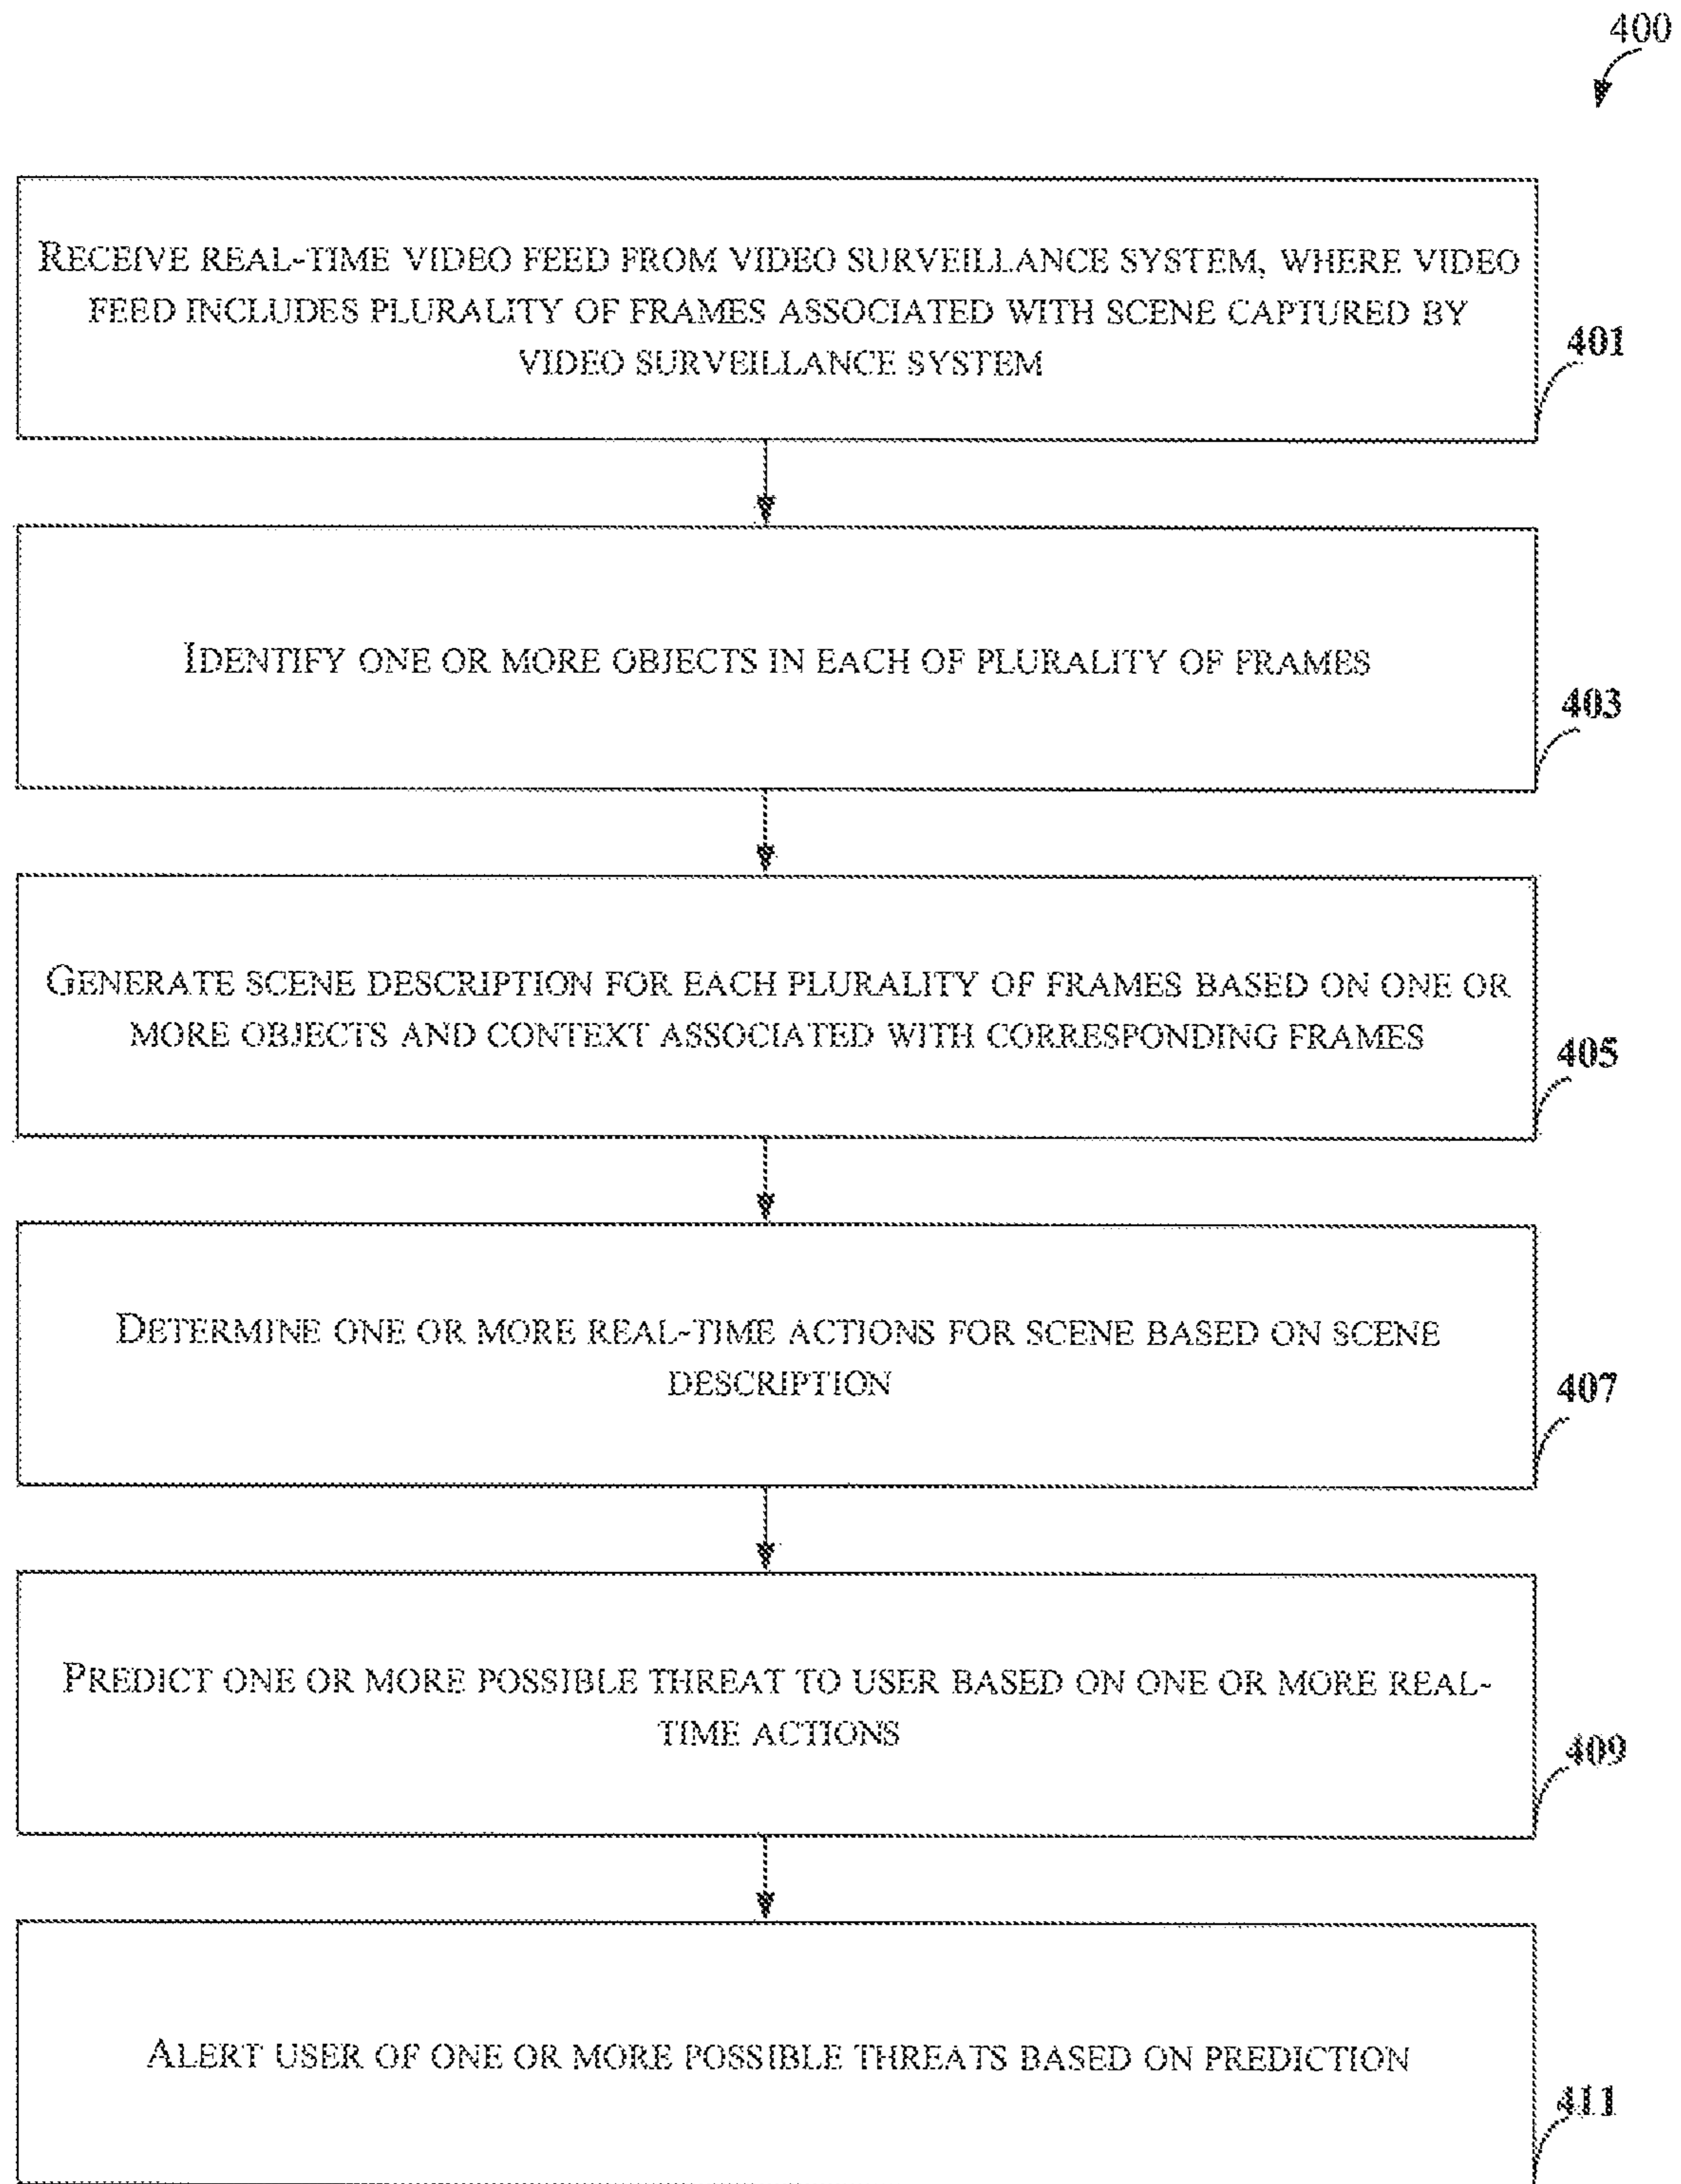 400
RECEIVE REAL-TIME VIDEO FEED FROM VIDEO SURVEILLANCE SYSTEM, WHERE VIDEO
FEED INCLUDES PLURALITY OF FRAMES ASSOCIATED WITH SCENE CAPTURED BY
VIDEO SURVEILLANCE SYSTEM
401
IDENTIFY ONE OR MORE OBJECTS IN EACH OF PLURALITY OF FRAMES
403
GENERATE SCENE DESCRIPTION FOR EACH PLURALITY OF FRAMES BASED ON ONE OR
MORE OBJECTS AND CONTEXT ASSOCIATED WITH CORRESPONDING FRAMES
405
DETERMINE ONE OR MORE REAL-TIME ACTIONS FOR SCENE BASED ON SCENE
DESCRIPTION
407
PREDICT ONE OR MORE POSSIBLE THREAT TO USER BASED ON ONE OR MORE REAL-
TIME ACTIONS
409
ALERT USER OF ONE OR MORE POSSIBLE THREATS BASED ON PREDICTION
411